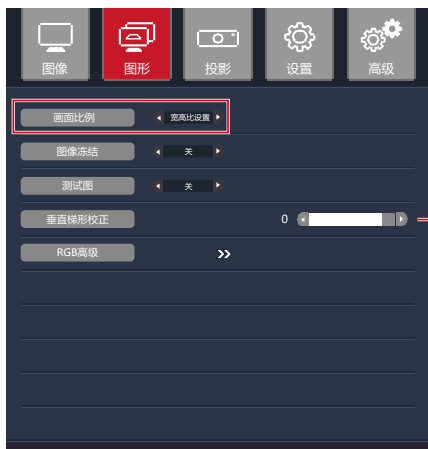 图像 图形 投影 设置 高级
画面比例 宽高比设置
图像冻结 关
测试图 关
垂直梯形校正 0
RGB高级